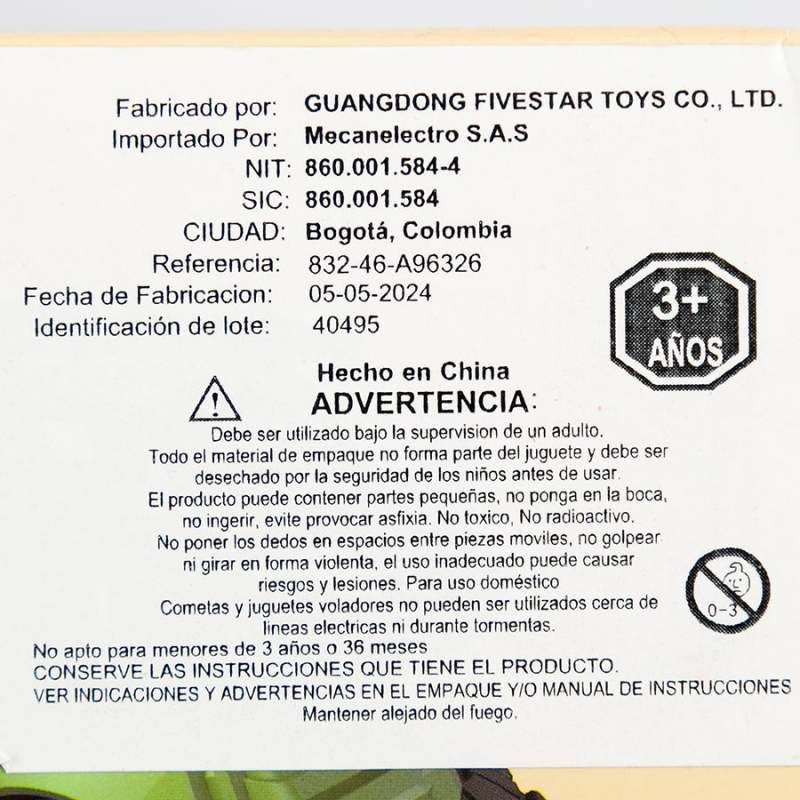 Fabricado por: GUANGDONG FIVESTAR TOYS CO., LTD.
Importado Por: Mecanelectro S.A.S
NIT: 860.001.584-4
SIC: 860.001.584
CIUDAD: Bogotá, Colombia
Referencia: 832-46-A96326
Fecha de Fabricacion: 05-05-2024
Identificación de lote: 40495
3+
AÑOS
Hecho en China
ADVERTENCIA:
Debe ser utilizado bajo la supervision de un adulto.
Todo el material de empaque no forma parte del juguete y debe ser
desechado por la seguridad de los niños antes de usar.
El producto puede contener partes pequeñas, no ponga en la boca,
no ingerir, evite provocar asfixia. No toxico, No radioactivo.
No poner los dedos en espacios entre piezas moviles, no golpear
ni girar en forma violenta, el uso inadecuado puede causar
riesgos y lesiones. Para uso doméstico
Cometas y juguetes voladores no pueden ser utilizados cerca de
lineas electricas ni durante tormentas.
0-3
No apto para menores de 3 años o 36 meses
CONSERVE LAS INSTRUCCIONES QUE TIENE EL PRODUCTO.
VER INDICACIONES Y ADVERTENCIAS EN EL EMPAQUE Y/O MANUAL DE INSTRUCCIONES
Mantener alejado del fuego.